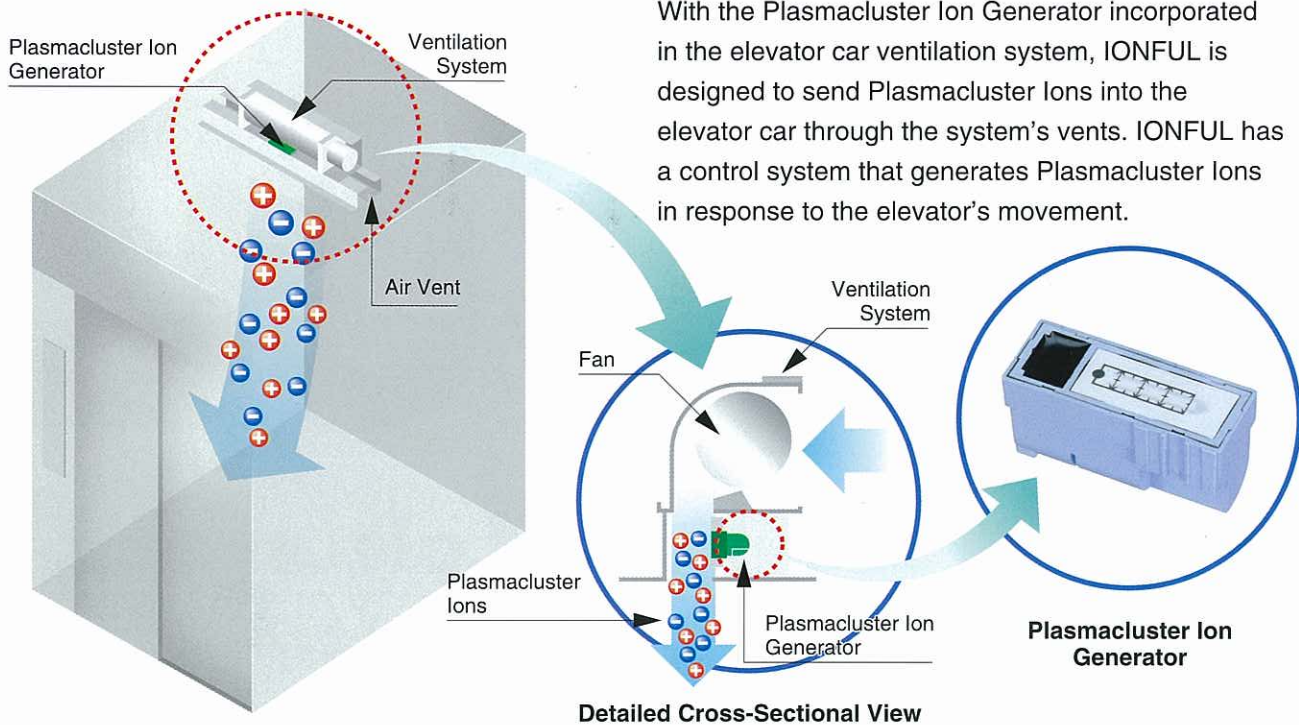 With the Plasmacluster Ion Generator incorporated
in the elevator car ventilation system, IONFUL is
designed to send Plasmacluster Ions into the
elevator car through the system's vents. IONFUL has
a control system that generates Plasmacluster Ions
in response to the elevator's movement.
Plasmacluster Ion
Generator
Ventilation
System
Air Vent
Ventilation
System
Fan
Plasmacluster
Ions
Plasmacluster Ion
Generator
Plasmacluster Ion
Generator
Detailed Cross-Sectional View